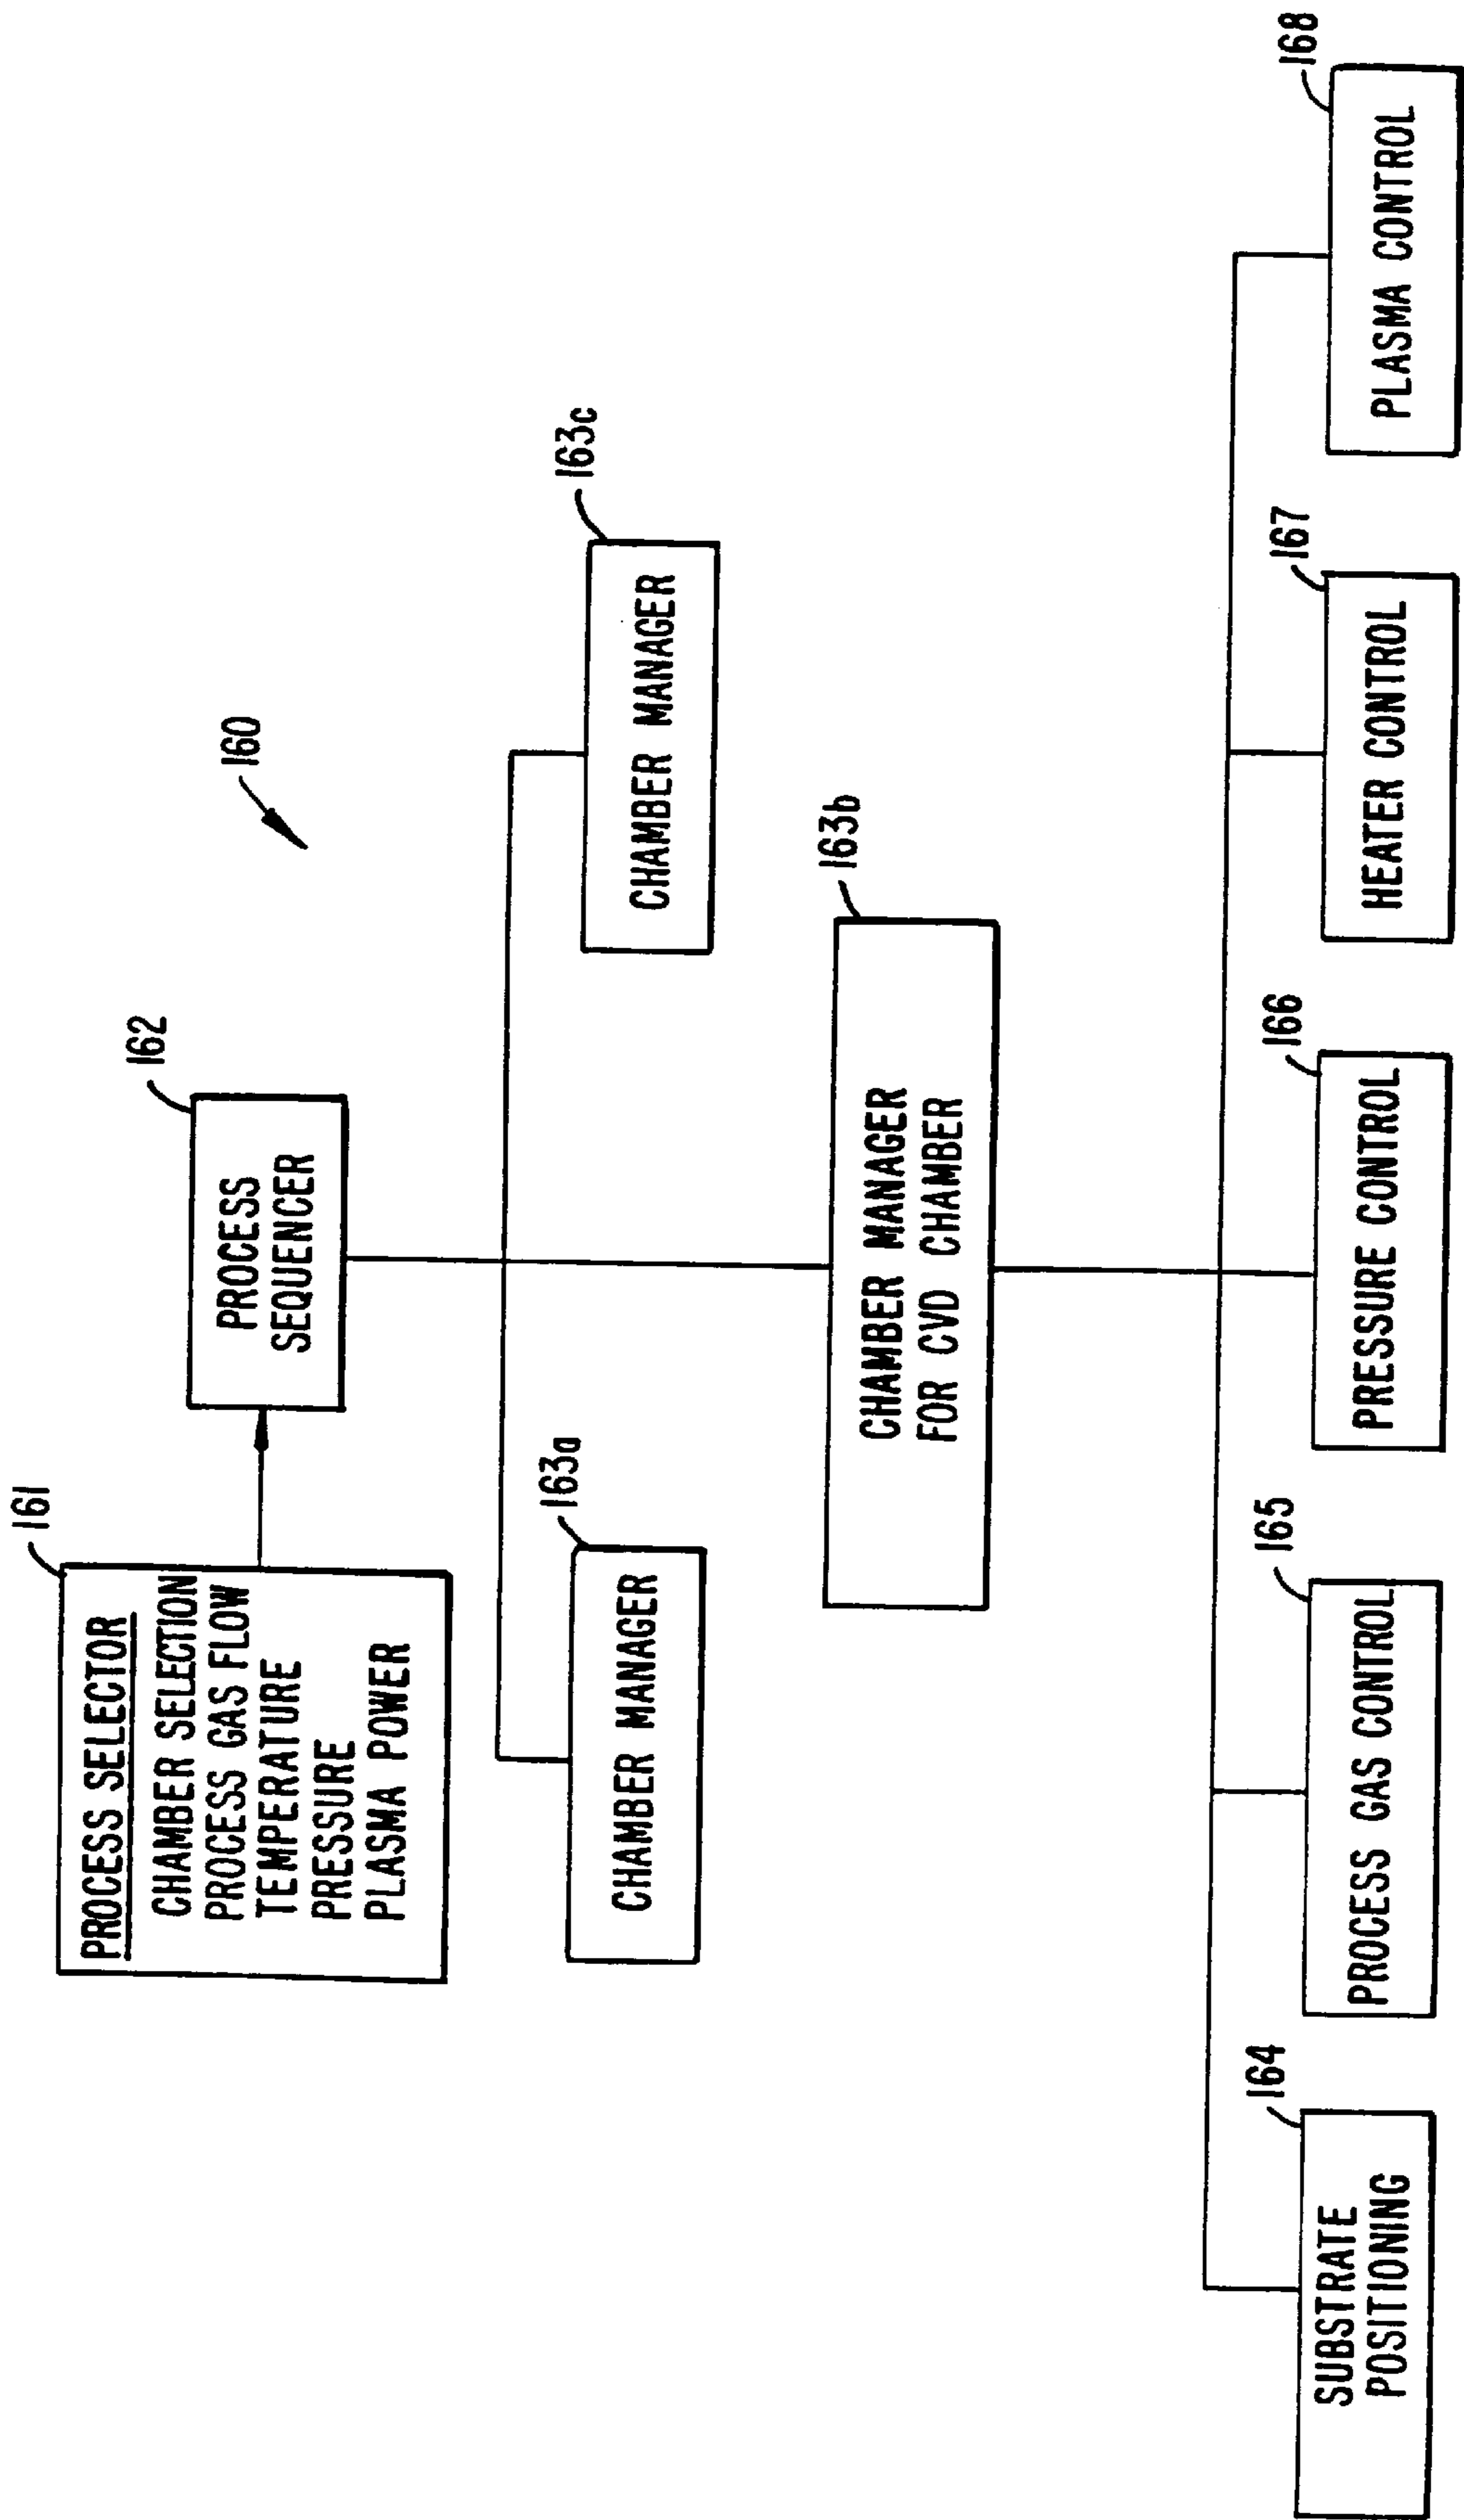 160
161
PROCESS SELECTOR
CHAMBER SELECTION
PROCESS GAS FLOW
TEMPERATURE
PRESSURE
PLASMA POWER
162
PROCESS
SEQUENCER
163a
CHAMBER MANAGER
163c
CHAMBER MANAGER
163b
CHAMBER MANAGER
FOR CVD CHAMBER
164
SUBSTRATE
POSITIONING
165
PROCESS GAS CONTROL
166
PRESSURE CONTROL
167
HEATER CONTROL
168
PLASMA CONTROL